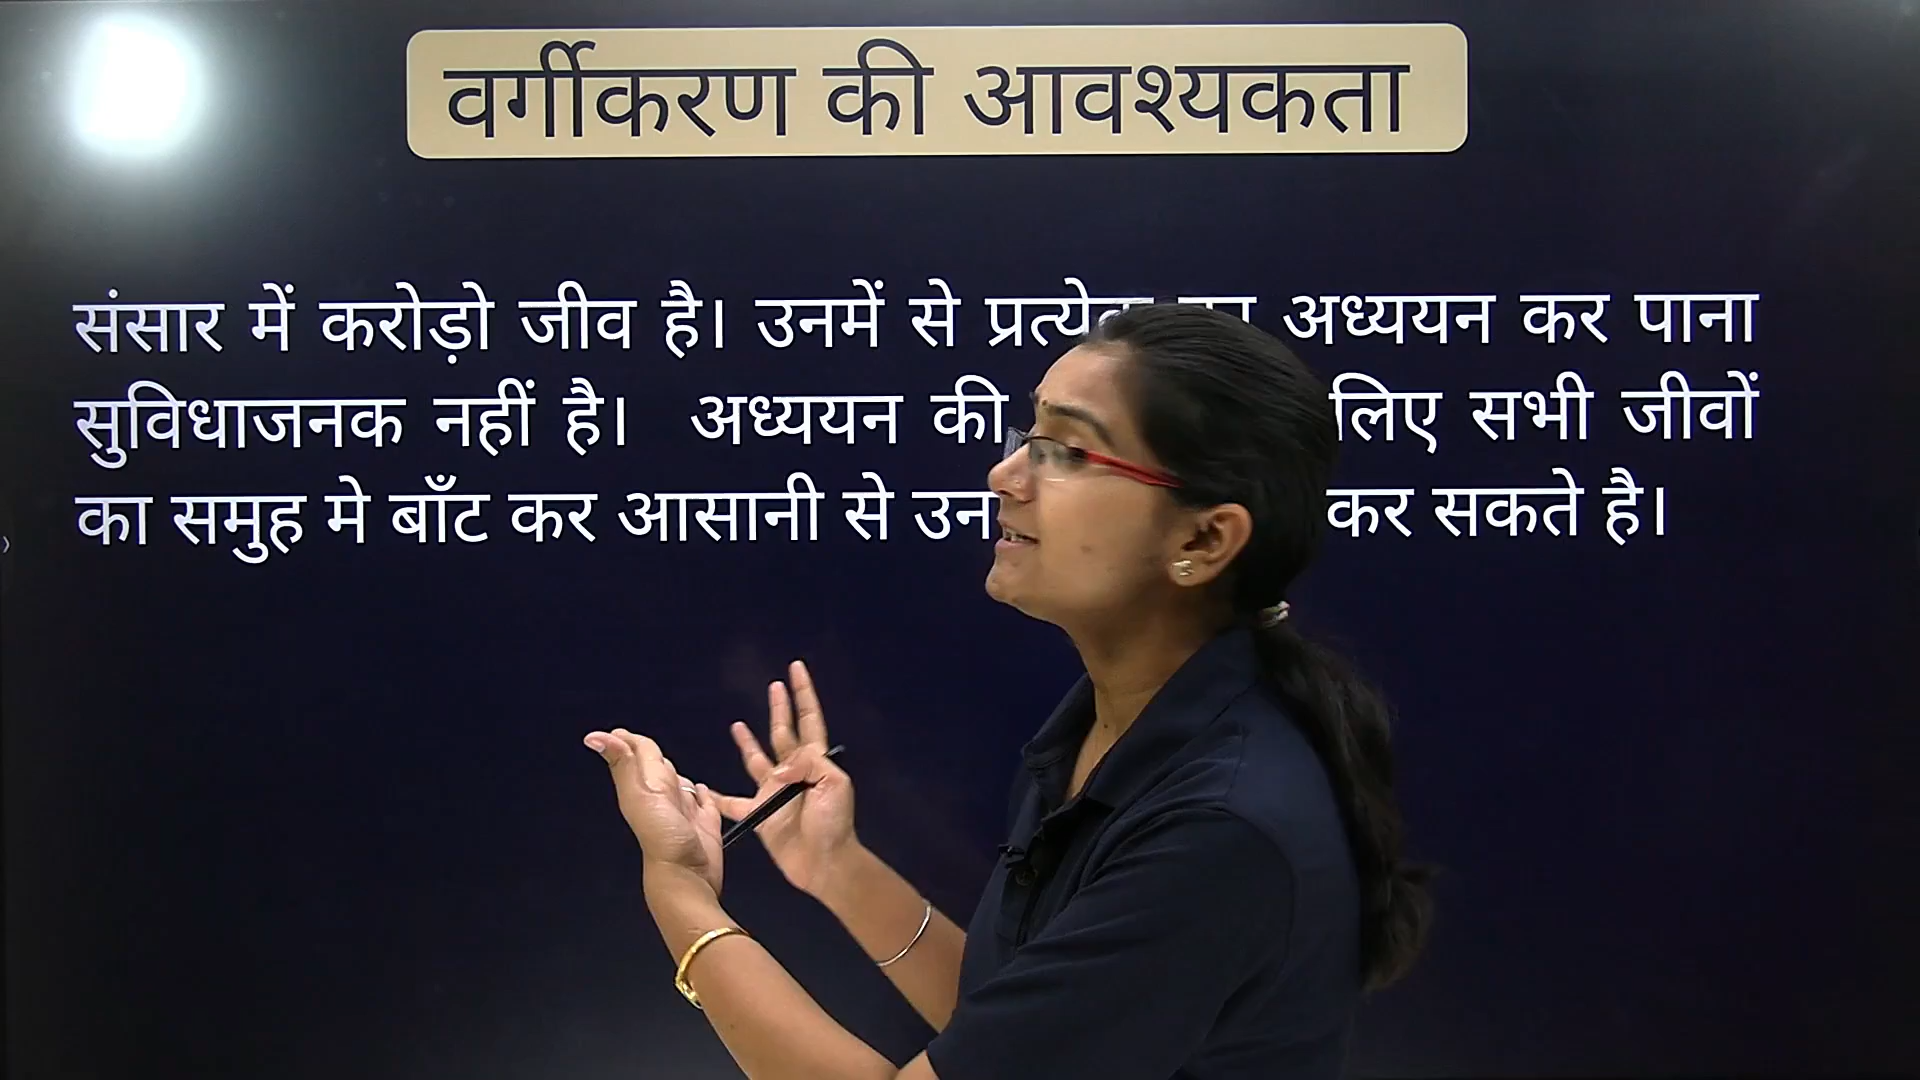 वर्गीकरण की आवश्यकता
संसार में करोड़ो जीव है। उनमें से अध्ययन कर पाना
सुविधाजनक नहीं है। अध्ययन की लिए सभी जीवों
का समुह मे बाँट कर आसानी से कर सकते है।